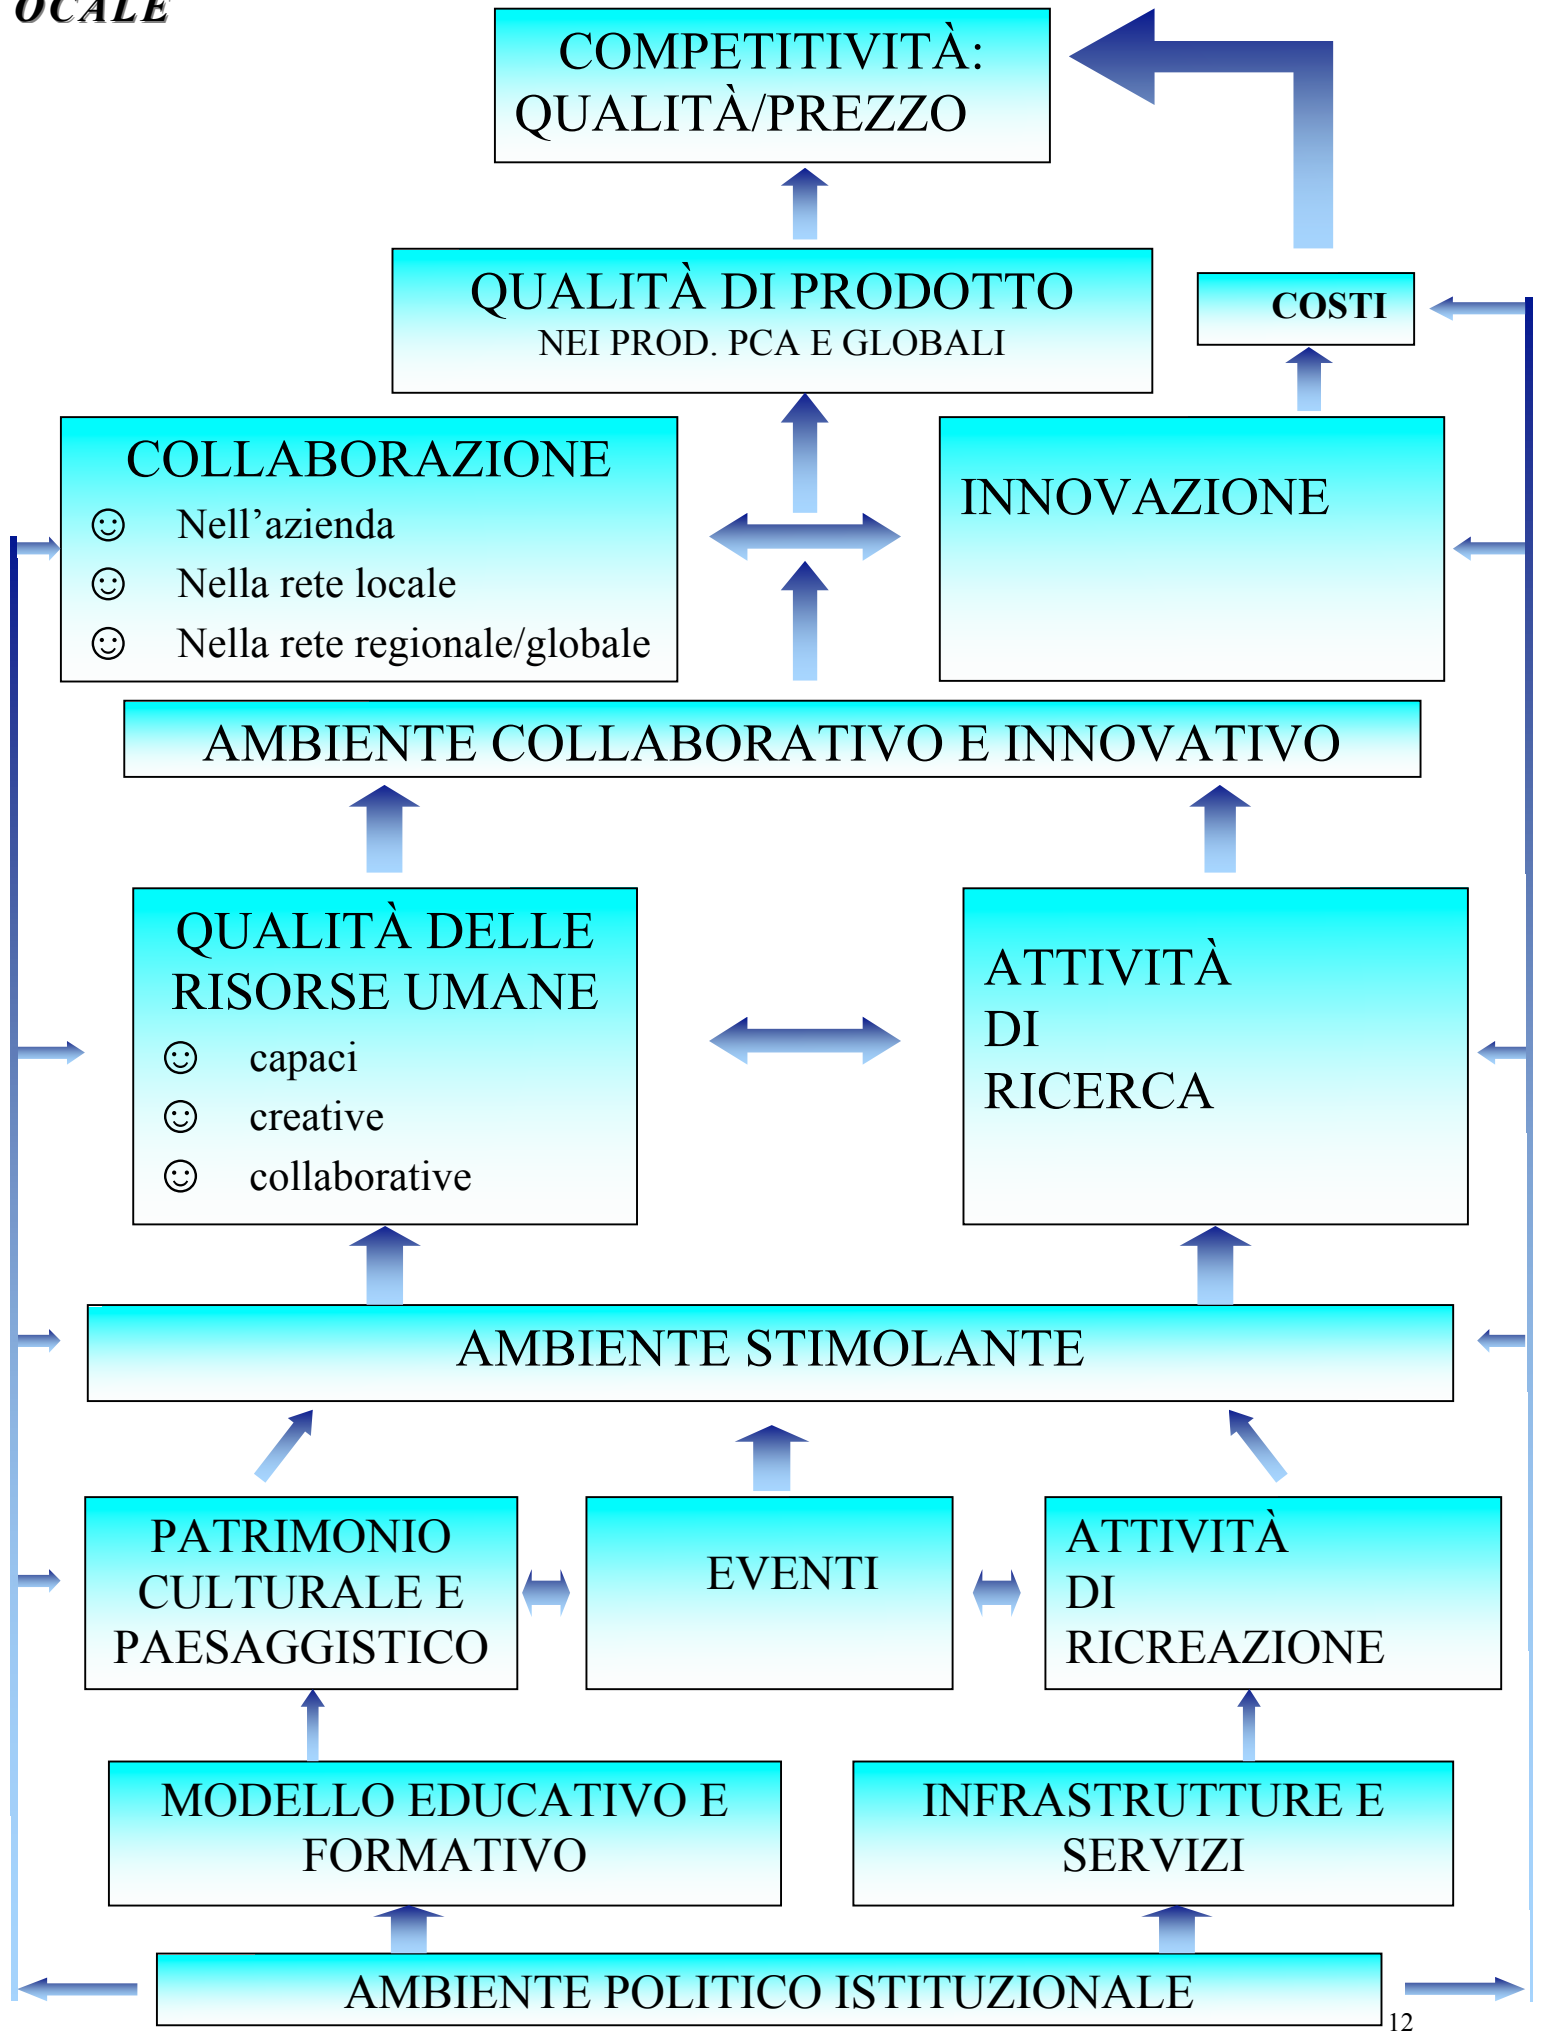 OCALE
COMPETITIVITÀ:
QUALITÀ/PREZZO
QUALITÀ DI PRODOTTO
NEI PROD. PCA E GLOBALI
COSTI
COLLABORAZIONE
☺ Nell’azienda
☺ Nella rete locale
☺ Nella rete regionale/globale
INNOVAZIONE
AMBIENTE COLLABORATIVO E INNOVATIVO
QUALITÀ DELLE
RISORSE UMANE
☺ capaci
☺ creative
☺ collaborative
ATTIVITÀ
DI
RICERCA
AMBIENTE STIMOLANTE
PATRIMONIO
CULTURALE E
PAESAGGISTICO
EVENTI
ATTIVITÀ
DI
RICREAZIONE
MODELLO EDUCATIVO E
FORMATIVO
INFRASTRUTTURE E
SERVIZI
AMBIENTE POLITICO ISTITUZIONALE
12